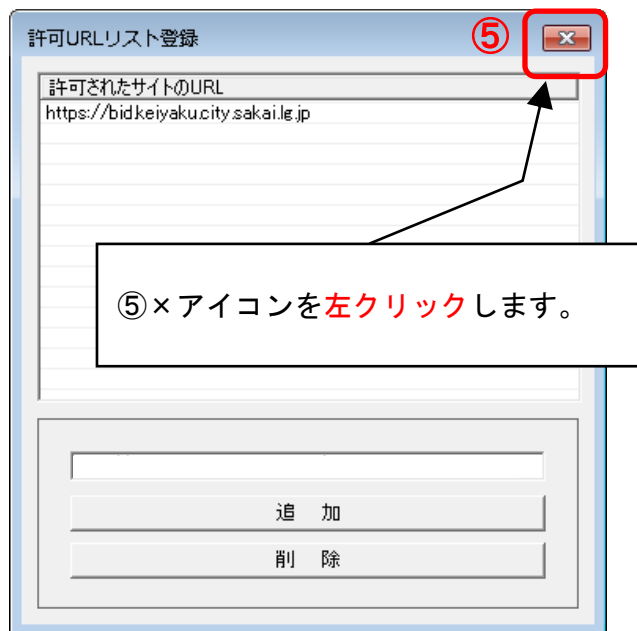 許可URLリスト登録
⑤
許可されたサイトのURL
https://bid.keiyaku.city.sakai.lg.jp
⑤×アイコンを左クリックします。
追　加
削　除